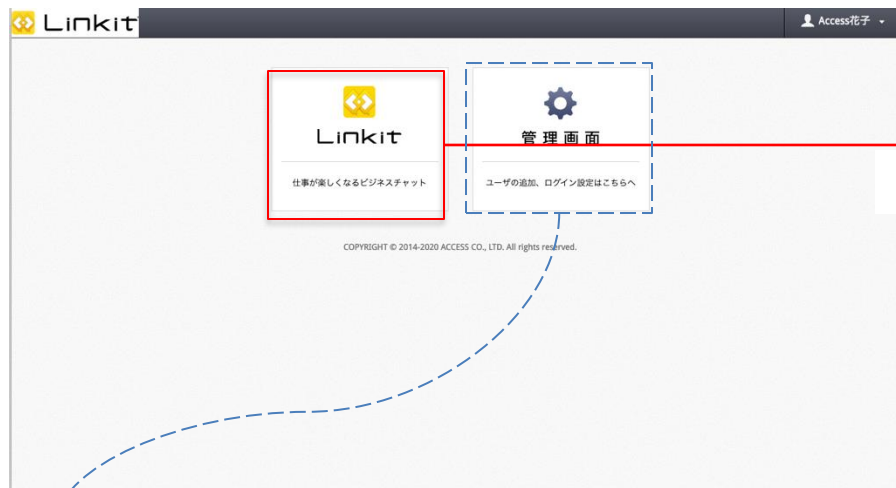 Linkit
Access花子
Linkit
仕事が楽しくなるビジネスチャット
管理画面
ユーザの追加、ログイン設定はこちらへ
COPYRIGHT © 2014-2020 ACCESS CO., LTD. All rights reserved.